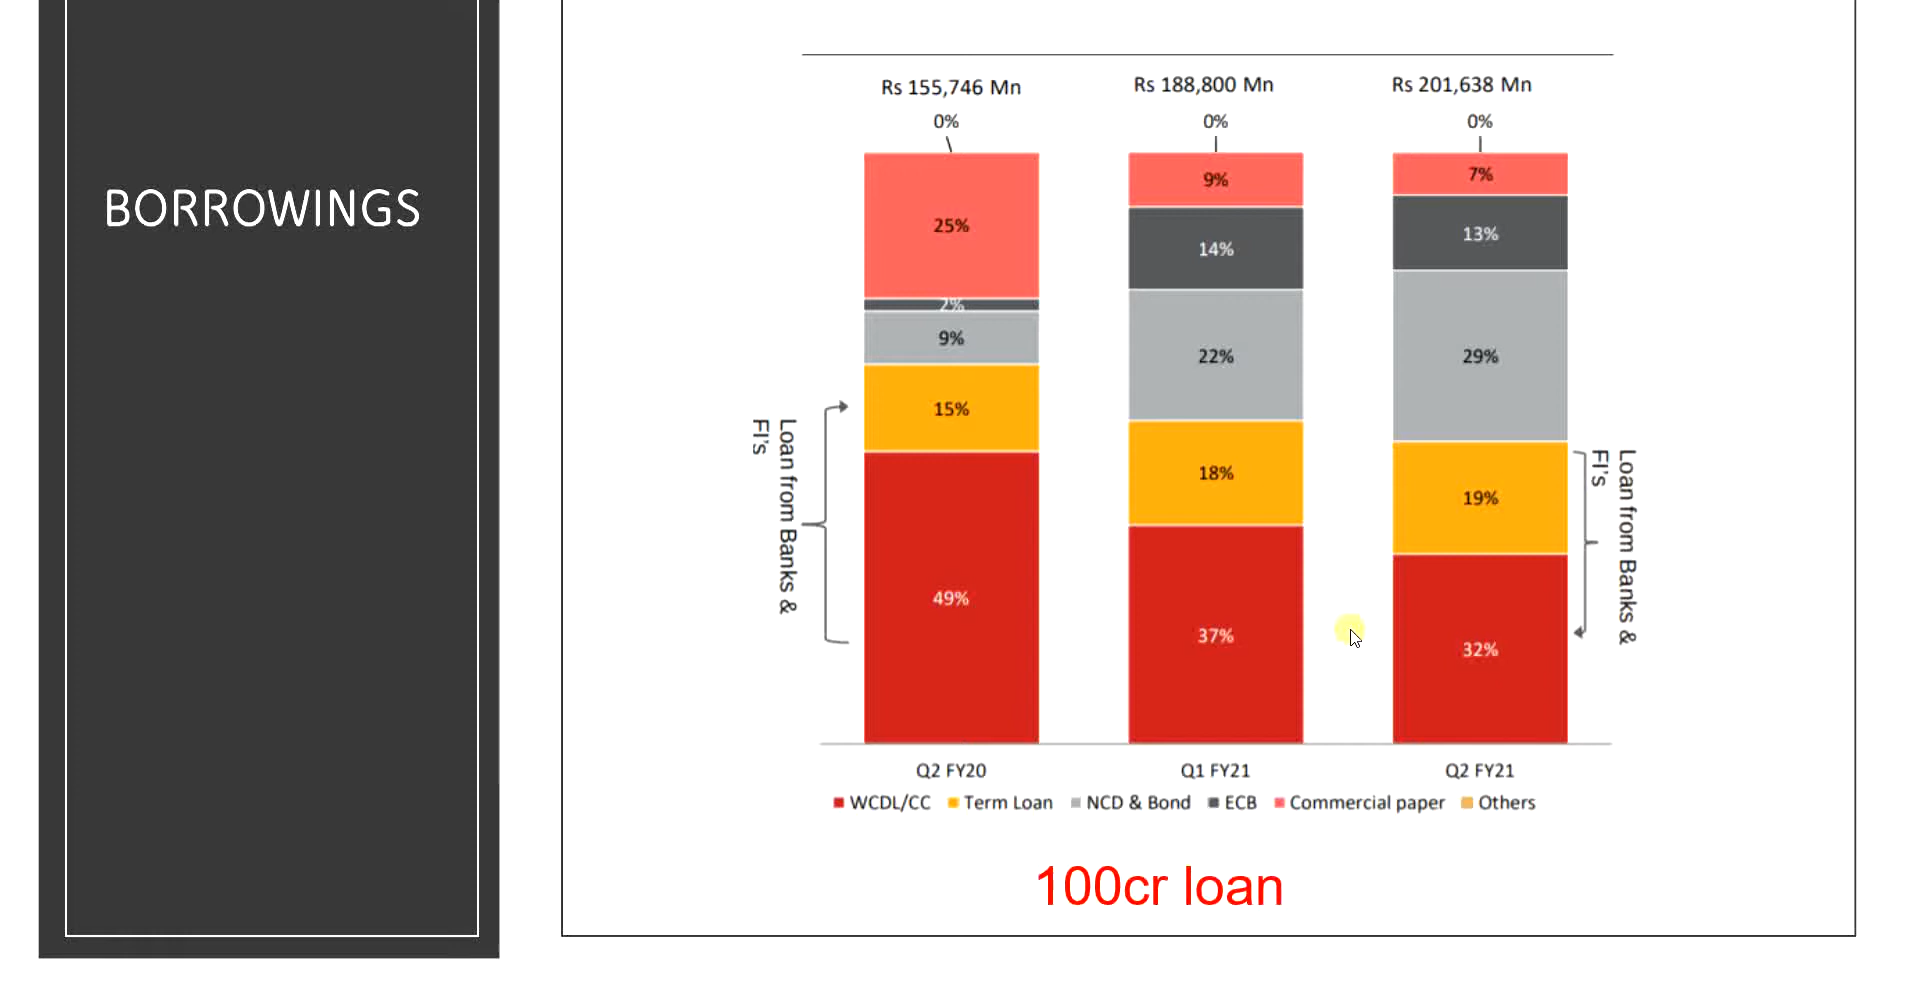 BORROWINGS
Rs 155,746 Mn
Rs 188,800 Mn
Rs 201,638 Mn
0%
0%
0%
25%
2%
9%
15%
49%
9%
14%
22%
18%
37%
7%
13%
29%
19%
32%
Loan from Banks &
FI's
Loan from Banks &
FI's
Q2 FY20
Q1 FY21
Q2 FY21
WCDL/CC Term Loan NCD & Bond ECB Commercial paper Others
100cr loan